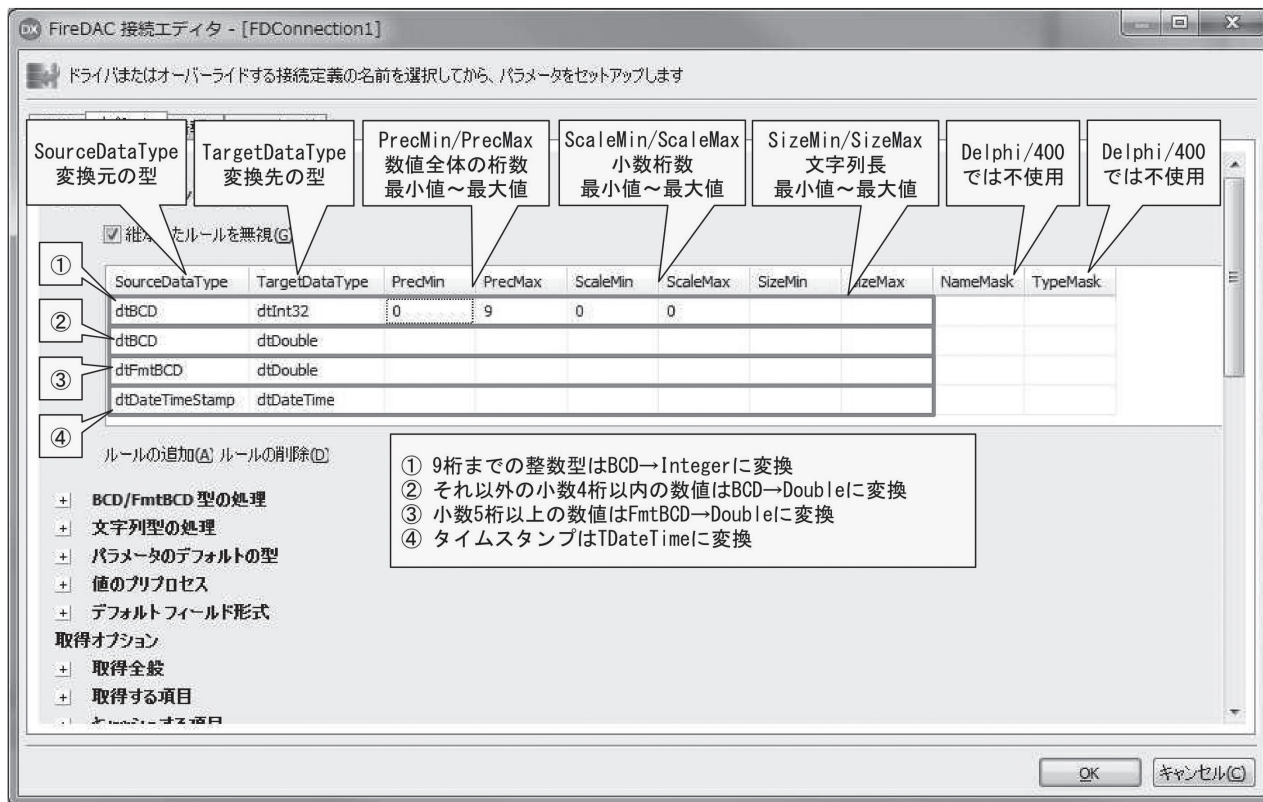 FireDAC 接続エディタ - [FDConnection1]
ドライバまたはオーバーライドする接続定義の名前を選択してから、パラメータをセットアップします
SourceDataType
変換元の型
TargetDataType
変換先の型
PrecMin/PrecMax
数値全体の桁数
最小値～最大値
ScaleMin/ScaleMax
小数桁数
最小値～最大値
SizeMin/SizeMax
文字列長
最小値～最大値
Delphi/400
では不使用
Delphi/400
では不使用
たルールを無視(G)
SourceDataType TargetDataType PrecMin PrecMax ScaleMin ScaleMax SizeMin SizeMax NameMask TypeMask
① dtBCD dtInt32 0 9 0 0
② dtBCD dtDouble
③ dtFmtBCD dtDouble
④ dtDateTimeStamp dtDateTime
ルールの追加(A) ルールの削除(D)
① 9桁までの整数型はBCD→Integerに変換
② それ以外の小数4桁以内の数値はBCD→Doubleに変換
③ 小数5桁以上の数値はFmtBCD→Doubleに変換
④ タイムスタンプはTDateTimeに変換
BCD/FmtBCD 型の処理
文字列型の処理
パラメータのデフォルトの型
値のプリプロセス
デフォルト フィールド形式
取得オプション
取得全般
取得する項目
OK キャンセル(C)